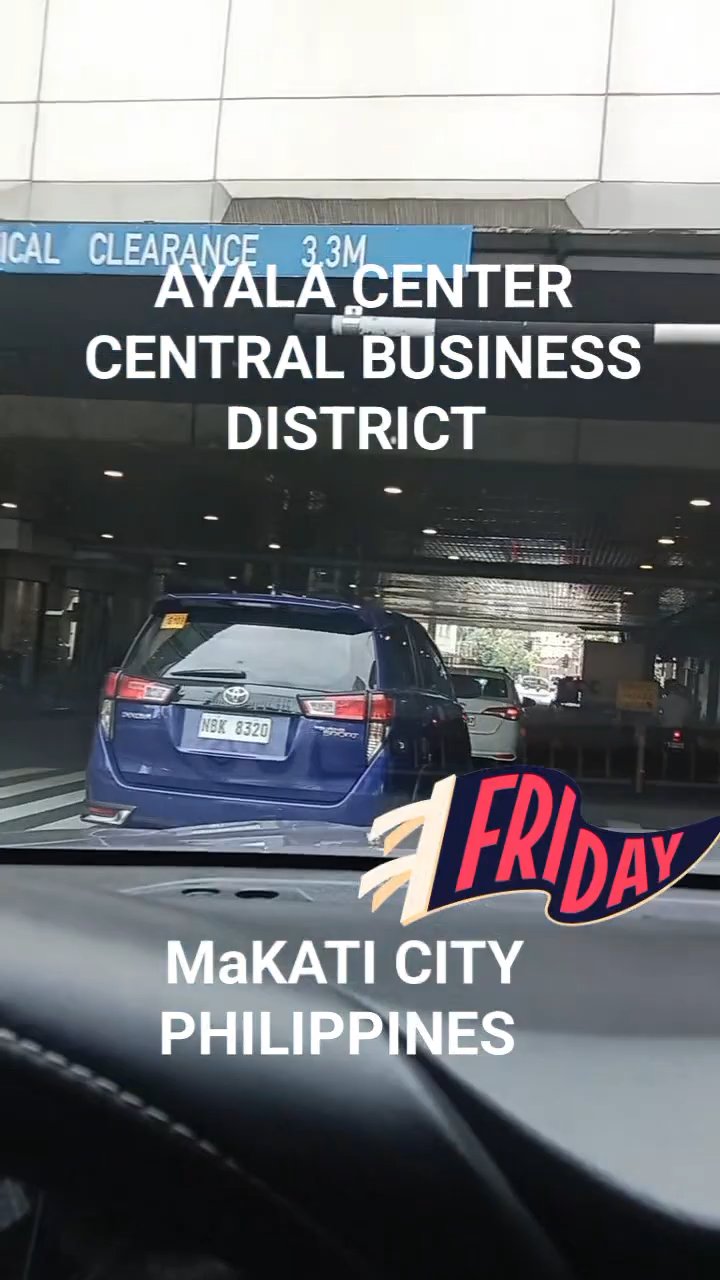 ICAL CLEARANCE 3.3M
AYALA CENTER
CENTRAL BUSINESS
DISTRICT
NBK 8320
FRIDAY
MaKATI CITY
PHILIPPINES